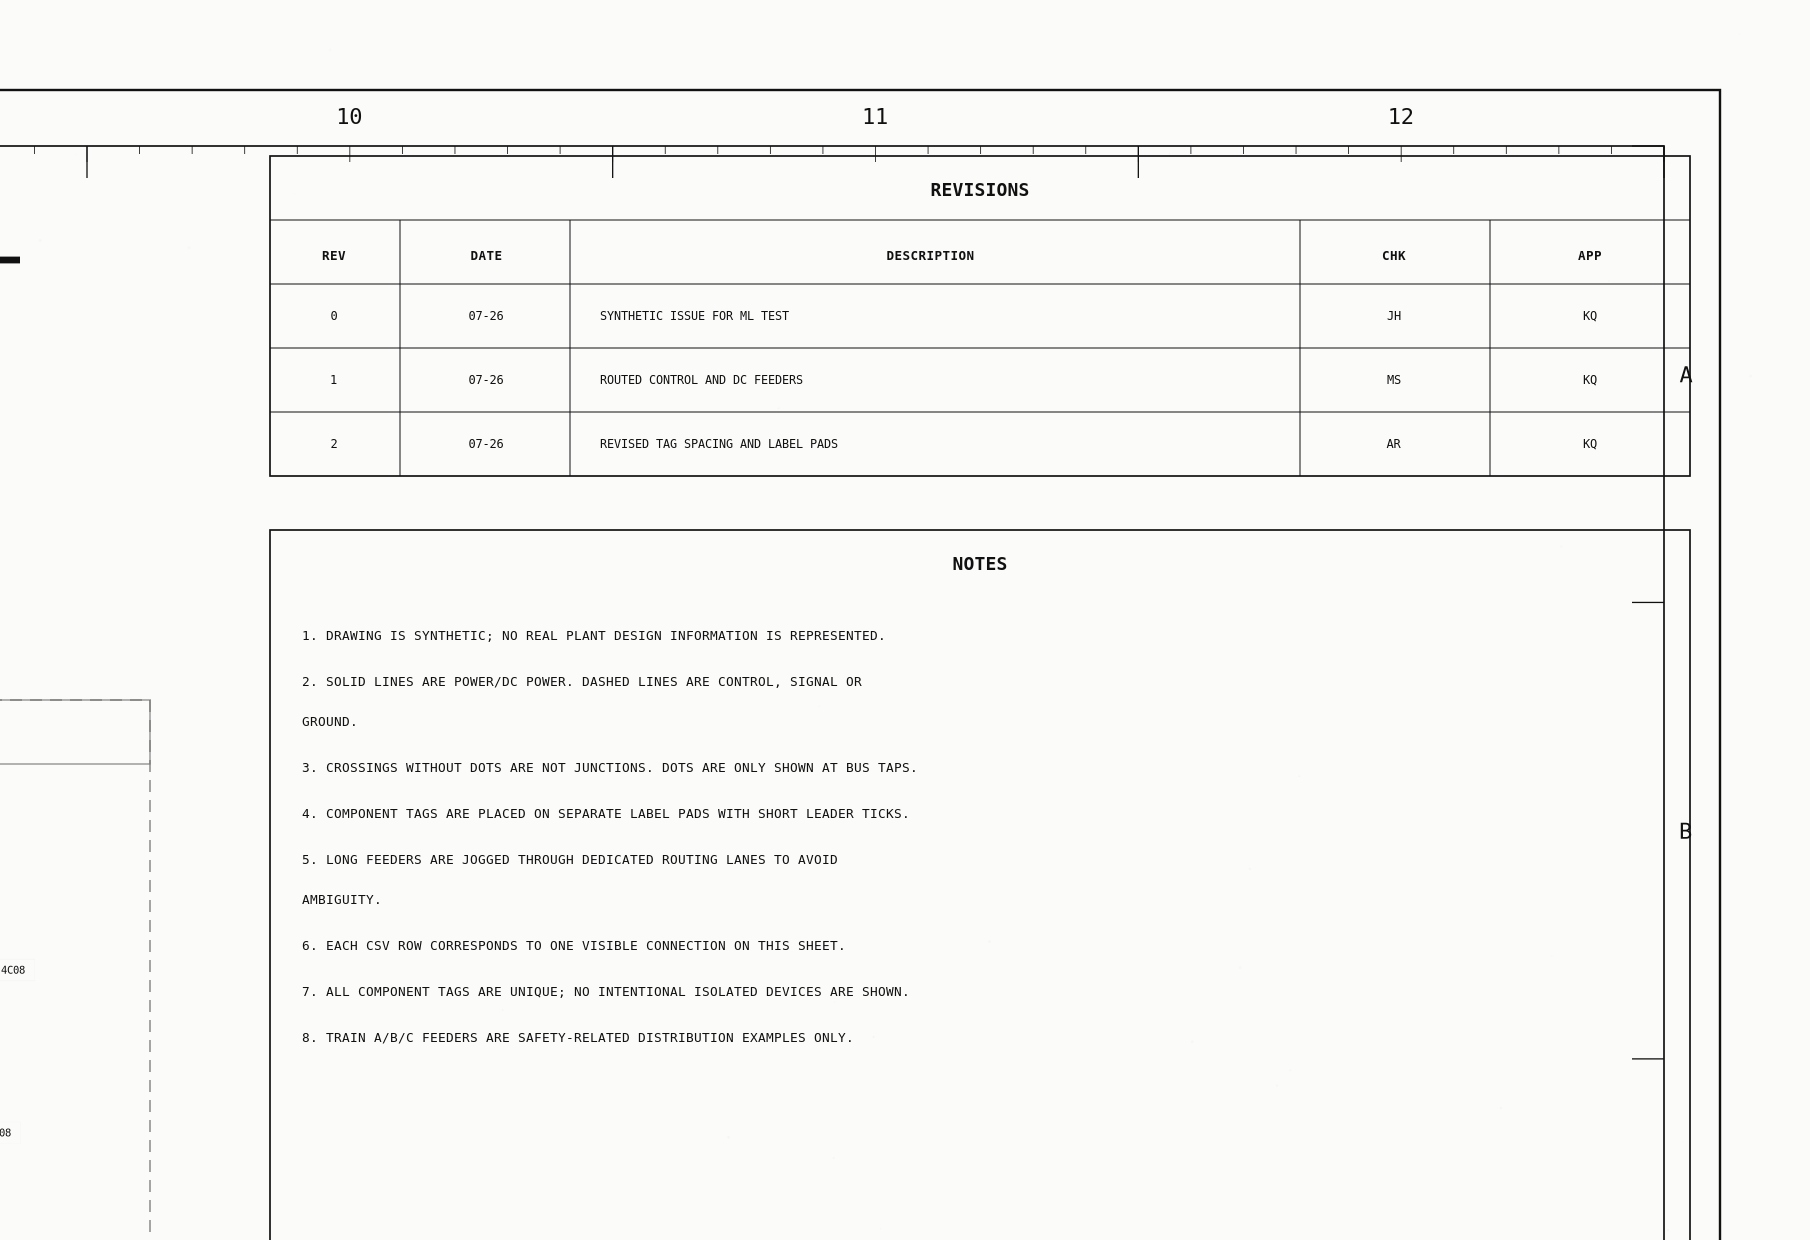 10 11 12
REVISIONS
REV DATE DESCRIPTION CHK APP
0 07-26 SYNTHETIC ISSUE FOR ML TEST JH KQ
1 07-26 ROUTED CONTROL AND DC FEEDERS MS KQ
A
2 07-26 REVISED TAG SPACING AND LABEL PADS AR KQ
NOTES
1. DRAWING IS SYNTHETIC; NO REAL PLANT DESIGN INFORMATION IS REPRESENTED.
2. SOLID LINES ARE POWER/DC POWER. DASHED LINES ARE CONTROL, SIGNAL OR
GROUND.
3. CROSSINGS WITHOUT DOTS ARE NOT JUNCTIONS. DOTS ARE ONLY SHOWN AT BUS TAPS.
4. COMPONENT TAGS ARE PLACED ON SEPARATE LABEL PADS WITH SHORT LEADER TICKS.
B
5. LONG FEEDERS ARE JOGGED THROUGH DEDICATED ROUTING LANES TO AVOID
AMBIGUITY.
6. EACH CSV ROW CORRESPONDS TO ONE VISIBLE CONNECTION ON THIS SHEET.
4C08
7. ALL COMPONENT TAGS ARE UNIQUE; NO INTENTIONAL ISOLATED DEVICES ARE SHOWN.
8. TRAIN A/B/C FEEDERS ARE SAFETY-RELATED DISTRIBUTION EXAMPLES ONLY.
08